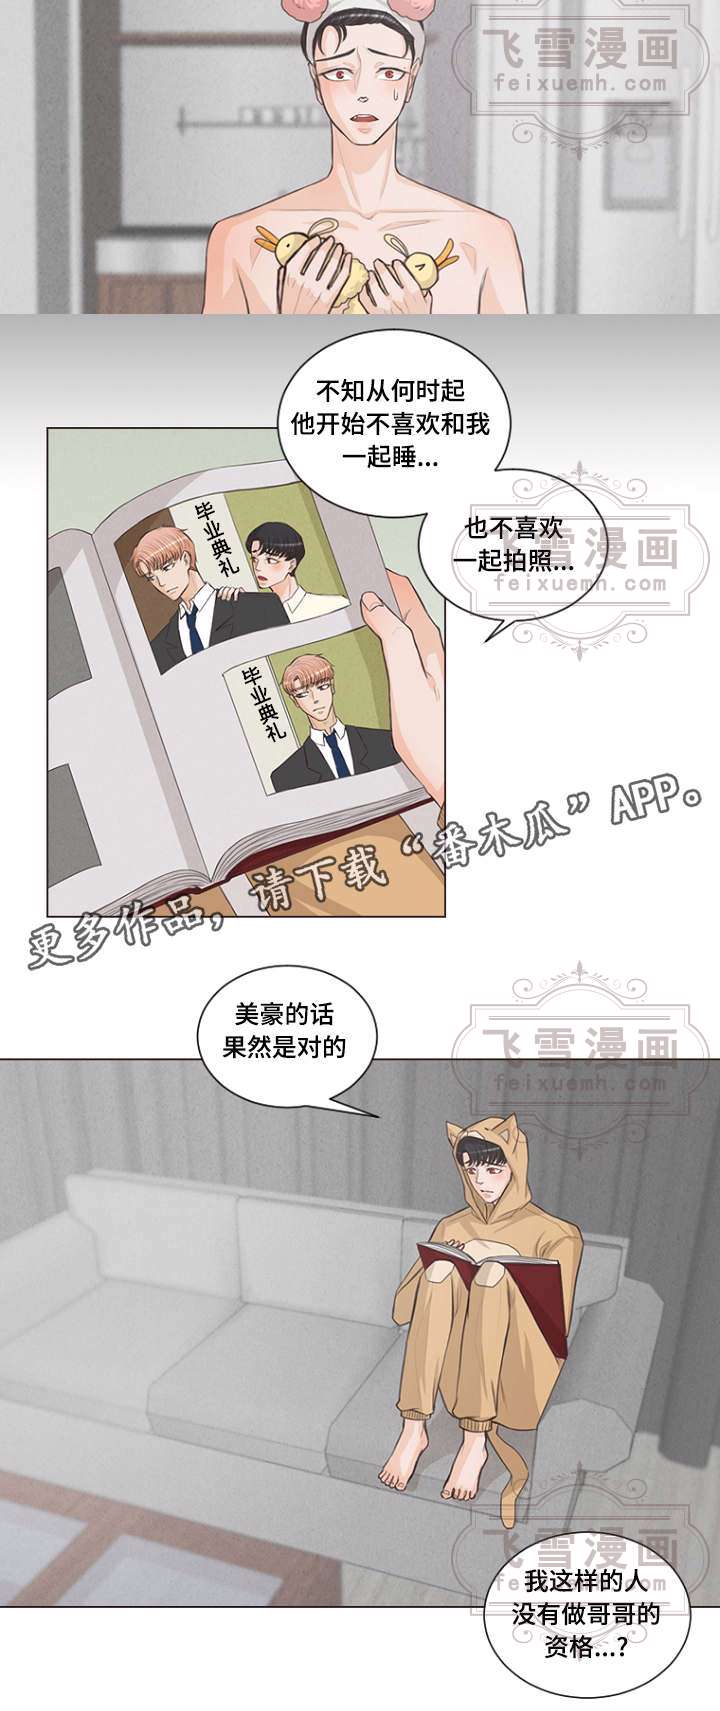 飞雪漫画
feixuemh.com
不知从何时起
他开始不喜欢和我
一起睡...
也不喜欢
一起拍照...
飞雪漫画
feixuemh.com
毕业典礼
毕业典礼
更多作品，请下载“番木瓜”APP。
美豪的话
果然是对的
飞雪漫画
feixuemh.com
飞雪漫画
feixuemh.com
我这样的人
没有做哥哥的
资格...?